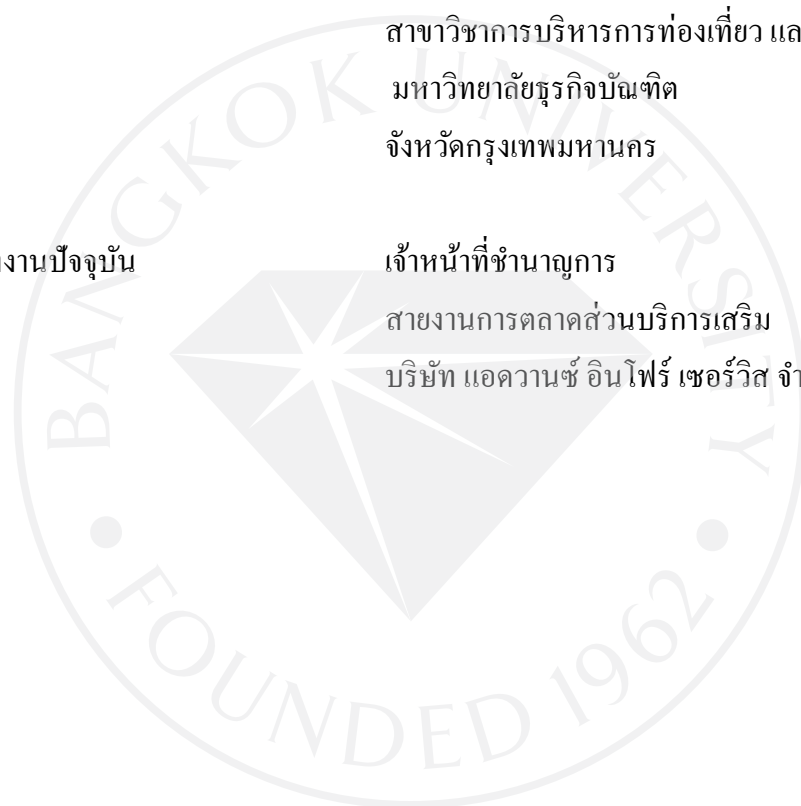 สาขาวิชาการบริหารการท่องเที่ยว
มหาวิทยาลัยธุรกิจบัณฑิต
จังหวัดกรุงเทพมหานคร
งานปัจจุบัน เจ้าหน้าที่ชำนาญการ
สายงานการตลาดส่วนบริการเสริม
บริษัท แอดวานซ์ อินโฟร์ เซอร์วิส
BANGKOK UNIVERSITY
FOUNDED 1962